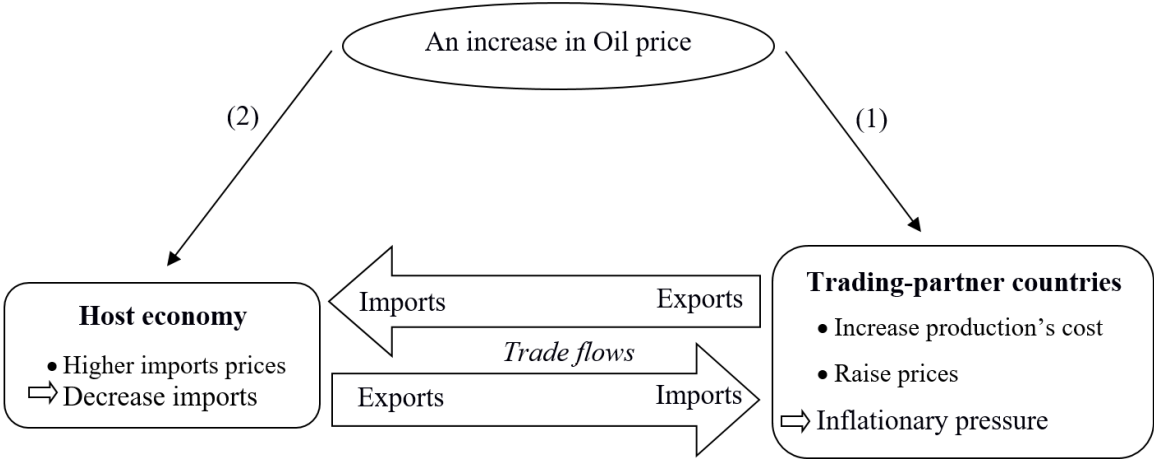 An increase in Oil price
(2)
(1)
Host economy
• Higher imports prices
⇨ Decrease imports
Imports
Exports
Trade flows
Exports
Imports
Trading-partner countries
• Increase production’s cost
• Raise prices
⇨ Inflationary pressure